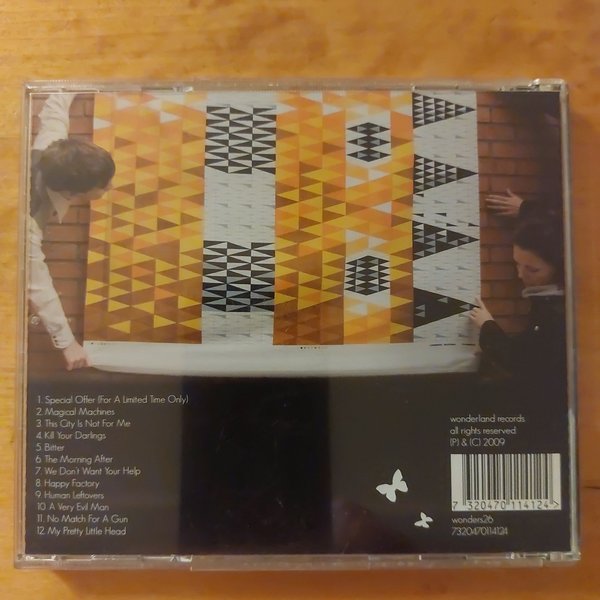 1. Special Offer (For A Limited Time Only)
2. Magical Machines
3. This City Is Not For Me
4. Kill Your Darlings
5. Bitter
6. The Morning After
7. We Don't Want Your Help
8. Happy Factory
9. Human Leftovers
10. A Very Evil Man
11. No Match For A Gun
12. My Pretty Little Head
wonderland records
all rights reserved
(P) & (C) 2009
7 320470 114124 >
wonders26
7320470114124